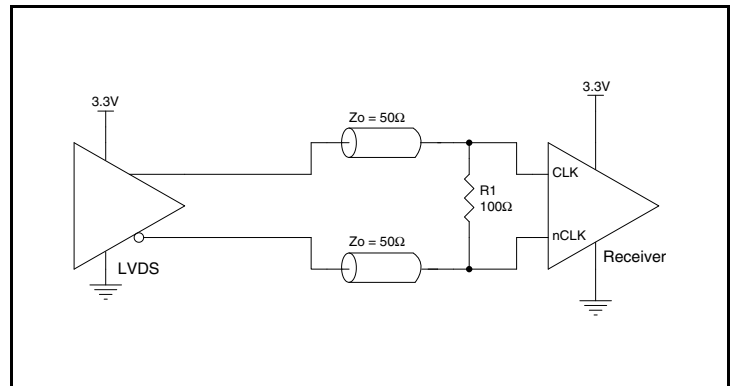 3.3V
3.3V
Zo = 50Ω
CLK
R1
100Ω
nCLK
Zo = 50Ω
Receiver
LVDS